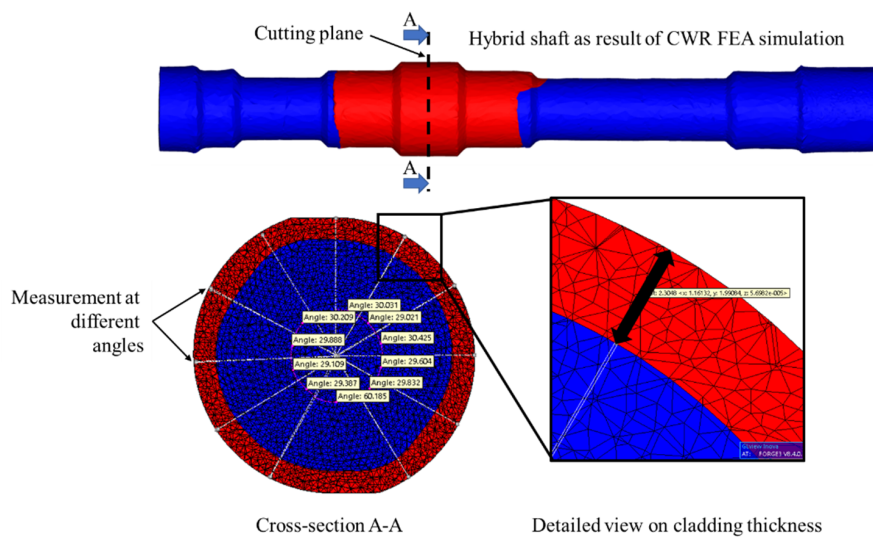 A
Cutting plane
Hybrid shaft as result of CWR FEA simulation
A
Measurement at
different
angles
Angle: 30.031
Angle: 30.209
Angle: 29.021
Angle: 29.888
Angle: 30.425
Angle: 29.109
Angle: 29.604
Angle: 29.387
Angle: 29.832
Angle: 60.185
2.3048 <x: 1.16132, y: 1.99084, z: 5.6982e-005>
AT: FORGE3 V8.4.0.
Cross-section A-A
Detailed view on cladding thickness